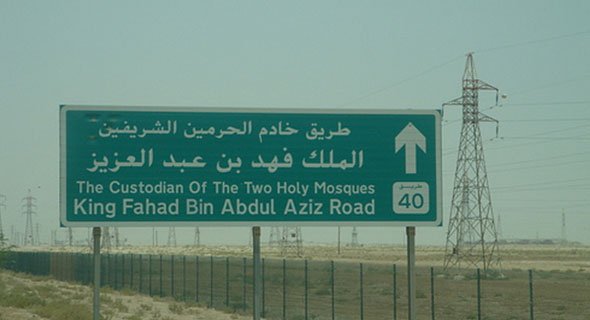 طريق خادم الحرمين الشريفين
الملك فهد بن عبد العزيز
The Custodian Of The Two Holy Mosques
King Fahad Bin Abdul Aziz Road
طريق
40